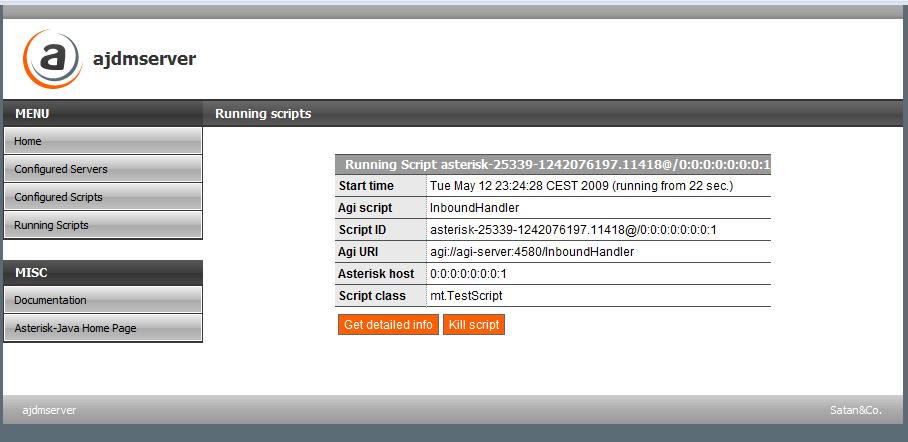 a ajdmserver
MENU
Running scripts
Home
Configured Servers
Configured Scripts
Running Scripts
MISC
Documentation
Asterisk-Java Home Page
Running Script asterisk-25339-1242076197.11418@/0:0:0:0:0:0:0:1
Start time Tue May 12 23:24:28 CEST 2009 (running from 22 sec.)
Agi script InboundHandler
Script ID asterisk-25339-1242076197.11418@/0:0:0:0:0:0:0:1
Agi URI agi://agi-server:4580/InboundHandler
Asterisk host 0:0:0:0:0:0:0:1
Script class mt.TestScript
Get detailed info Kill script
ajdmserver Satan&Co.